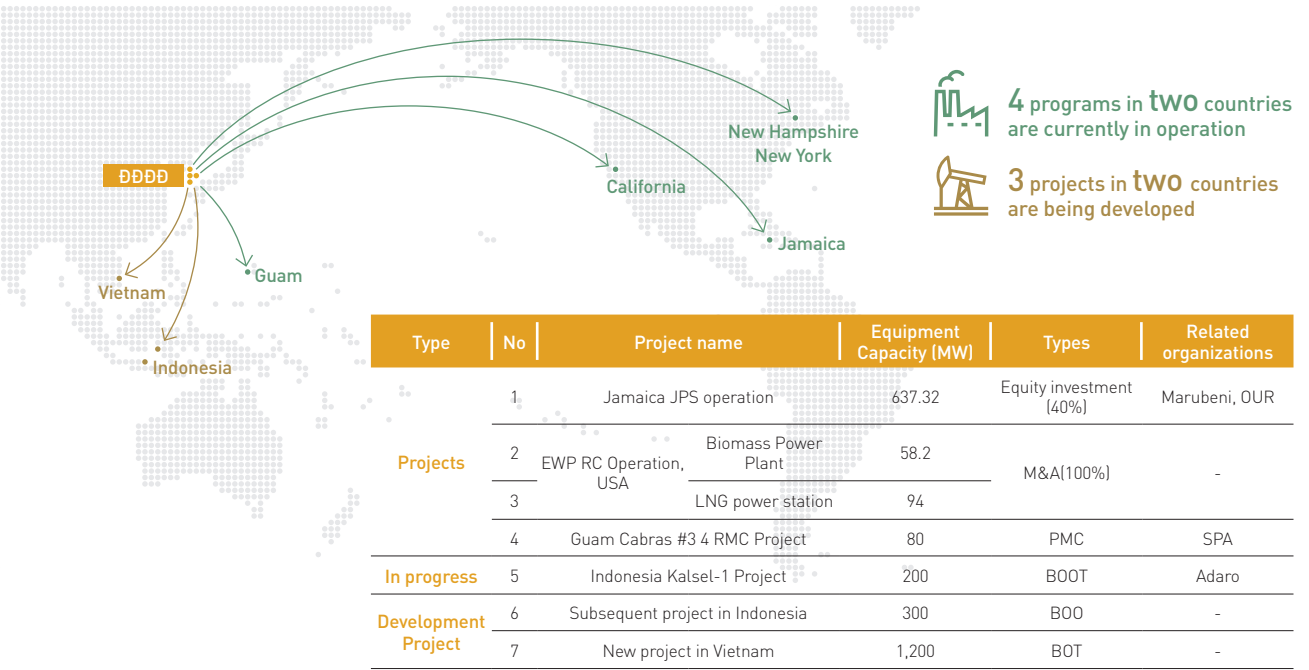 4 programs in two countries
are currently in operation
3 projects in two countries
are being developed
ĐĐĐĐ
New Hampshire
New York
California
Jamaica
Guam
Vietnam
Indonesia
Type No Project name Equipment Capacity (MW) Types Related organizations
Projects
1 Jamaica JPS operation 637.32 Equity investment (40%) Marubeni, OUR
EWP RC Operation, USA
2 Biomass Power Plant 58.2 M&A(100%) -
3 LNG power station 94
4 Guam Cabras #3 4 RMC Project 80 PMC SPA
In progress 5 Indonesia Kalsel-1 Project 200 BOOT Adaro
Development Project
6 Subsequent project in Indonesia 300 BOO -
7 New project in Vietnam 1,200 BOT -